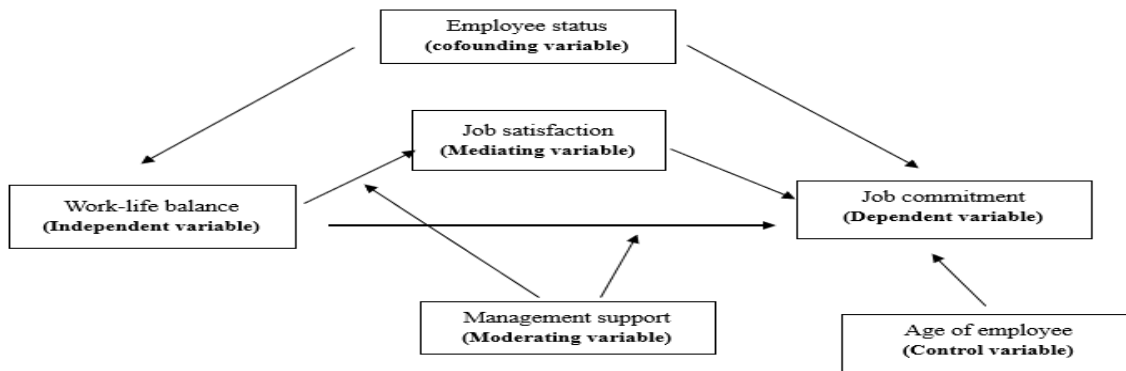 Employee status
(cofounding variable)
Job satisfaction
(Mediating variable)
Work-life balance
(Independent variable)
Job commitment
(Dependent variable)
Management support
(Moderating variable)
Age of employee
(Control variable)